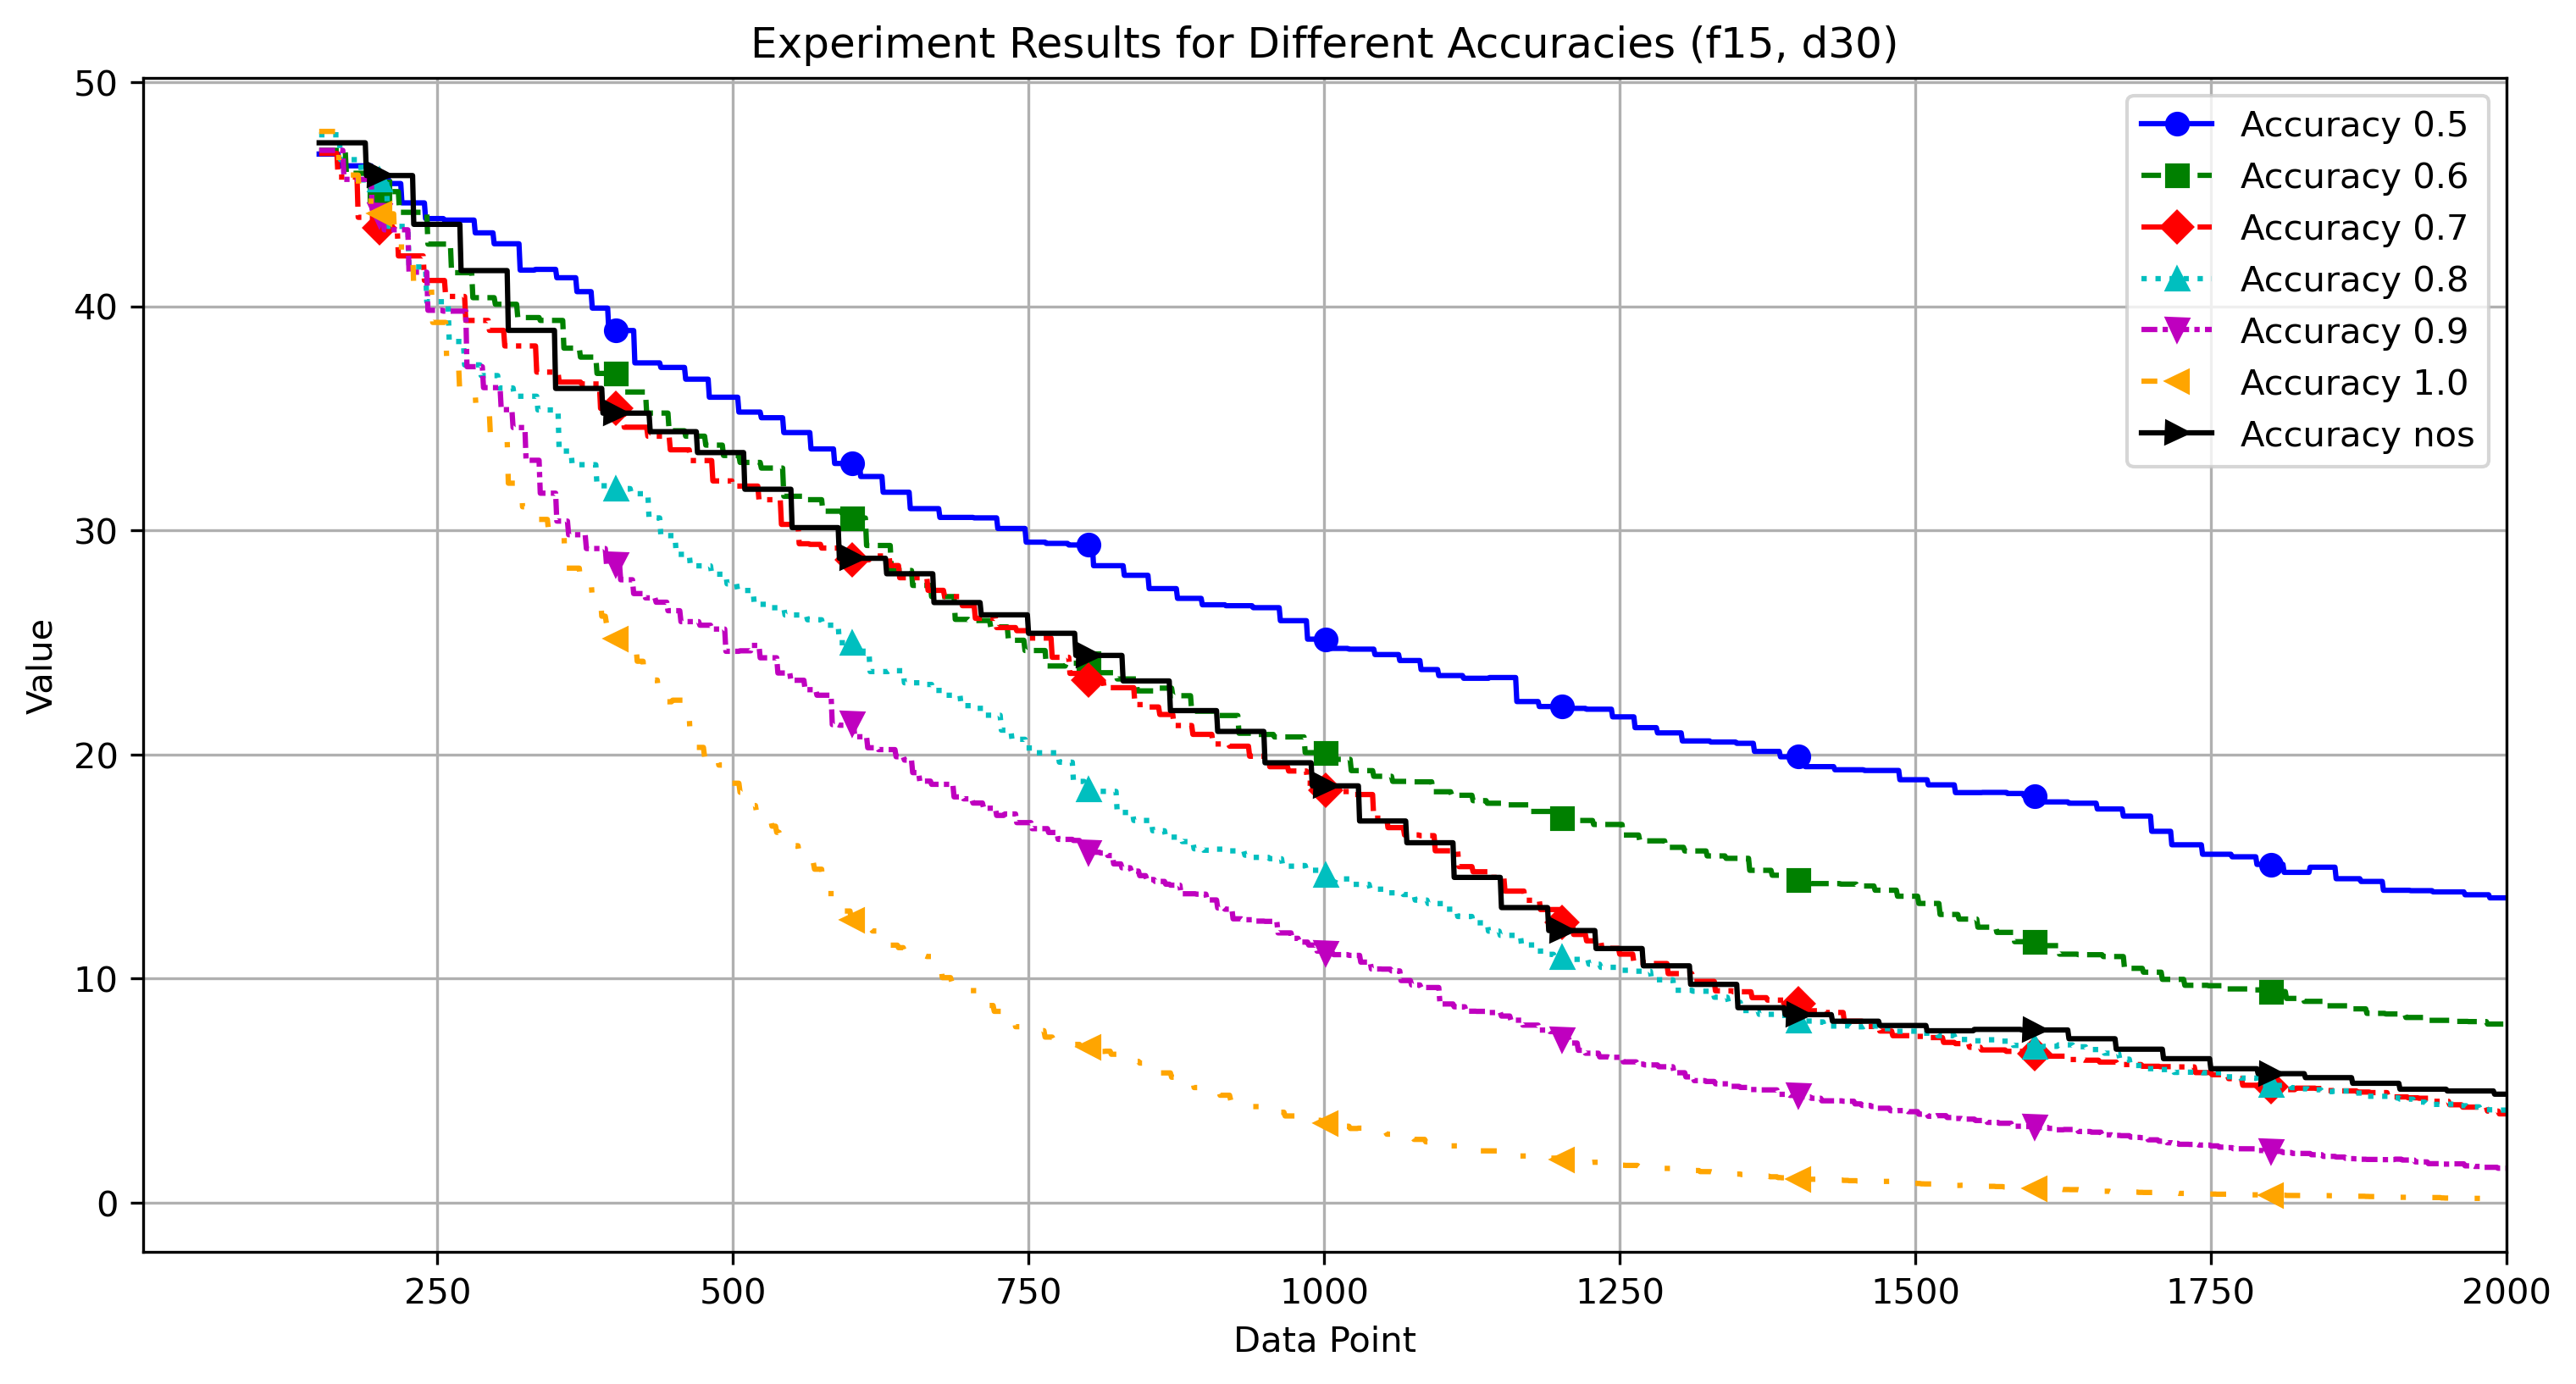 Experiment Results for Different Accuracies (f15, d30)
50
40
30
20
10
0
Value
250
500
750
1000
1250
1500
1750
2000
Data Point
Accuracy 0.5
Accuracy 0.6
Accuracy 0.7
Accuracy 0.8
Accuracy 0.9
Accuracy 1.0
Accuracy nos